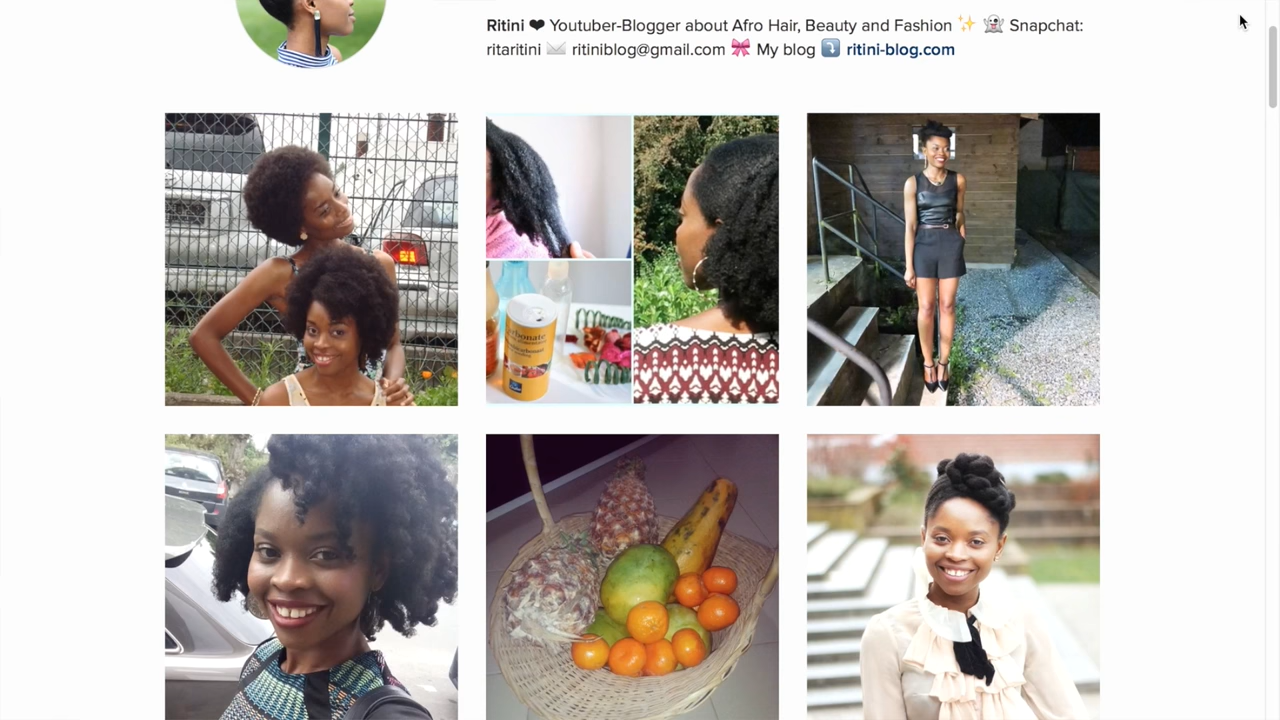 Ritini ❤ Youtuber-Blogger about Afro Hair, Beauty and Fashion ✨ 👻 Snapchat:
ritaritini ✉ ritiniblog@gmail.com 🎀 My blog ⤵ ritini-blog.com